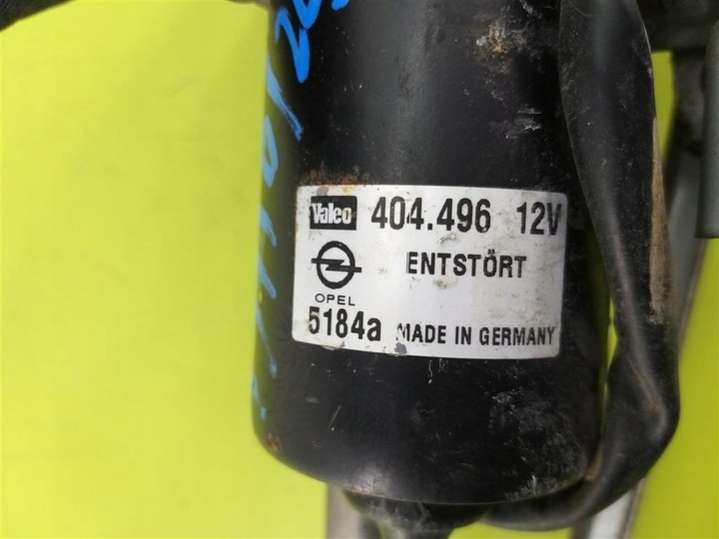 Valeo 404.496 12V
ENTSTÖRT
OPEL
5184a MADE IN GERMANY